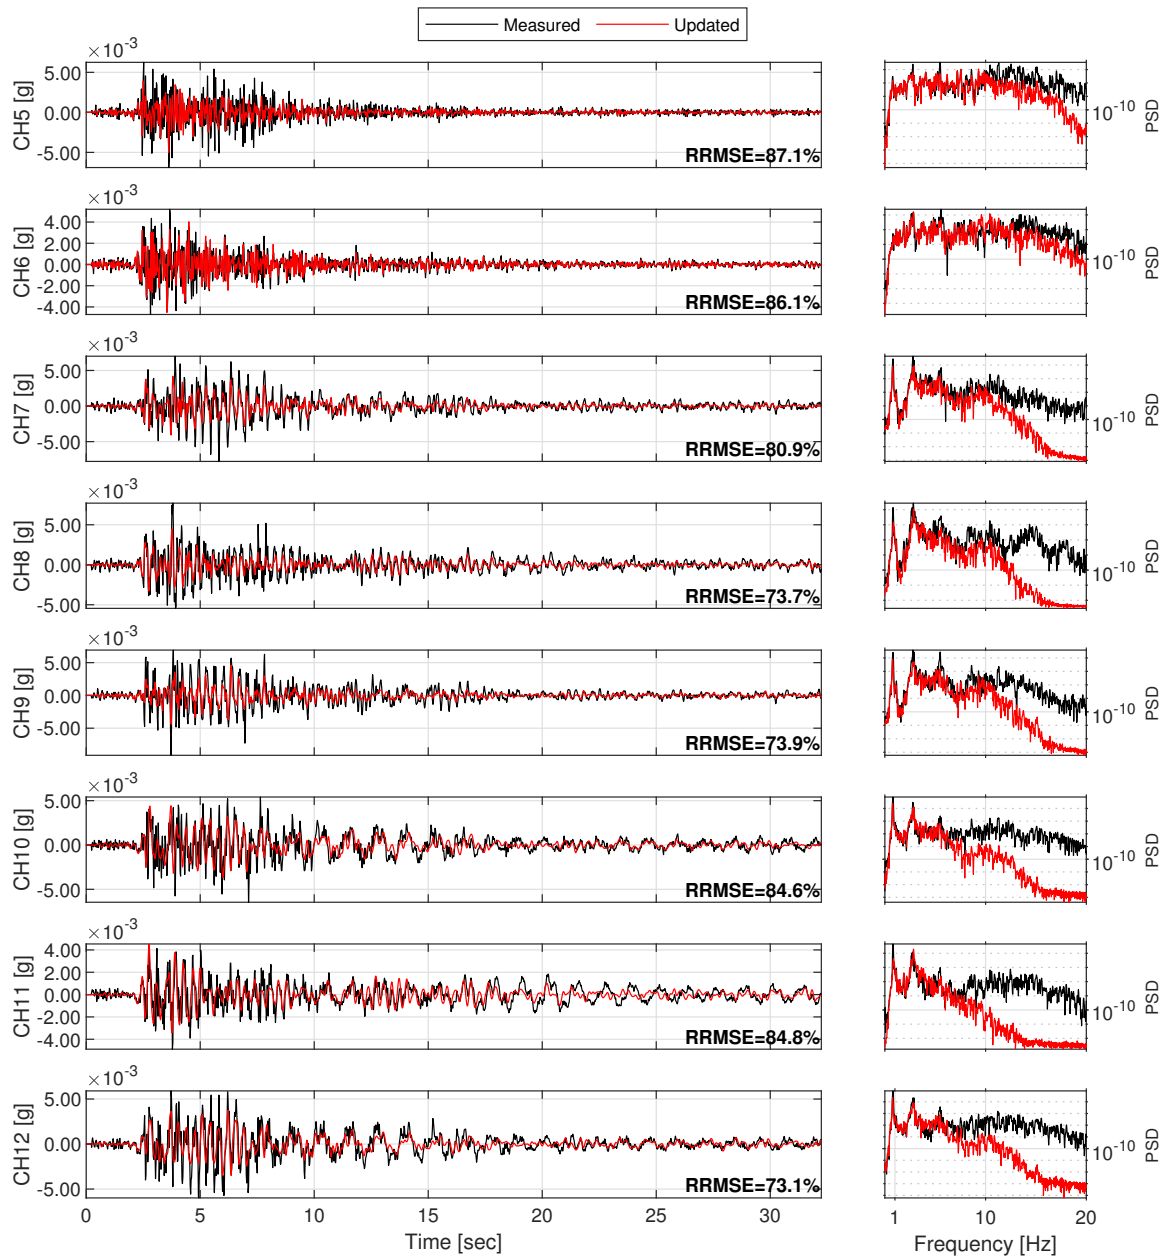 Measured Updated
×10⁻³
5.00
0.00
-5.00
CH5 [g]
RRMSE=87.1%
10⁻¹⁰
PSD
×10⁻³
4.00
2.00
0.00
-2.00
-4.00
CH6 [g]
RRMSE=86.1%
10⁻¹⁰
PSD
×10⁻³
5.00
0.00
-5.00
CH7 [g]
RRMSE=80.9%
10⁻¹⁰
PSD
×10⁻³
5.00
0.00
-5.00
CH8 [g]
RRMSE=73.7%
10⁻¹⁰
PSD
×10⁻³
5.00
0.00
-5.00
CH9 [g]
RRMSE=73.9%
10⁻¹⁰
PSD
×10⁻³
5.00
0.00
-5.00
CH10 [g]
RRMSE=84.6%
10⁻¹⁰
PSD
×10⁻³
4.00
2.00
0.00
-2.00
-4.00
CH11 [g]
RRMSE=84.8%
10⁻¹⁰
PSD
×10⁻³
5.00
0.00
-5.00
CH12 [g]
RRMSE=73.1%
10⁻¹⁰
PSD
0 5 10 15 20 25 30
Time [sec]
1 10 20
Frequency [Hz]